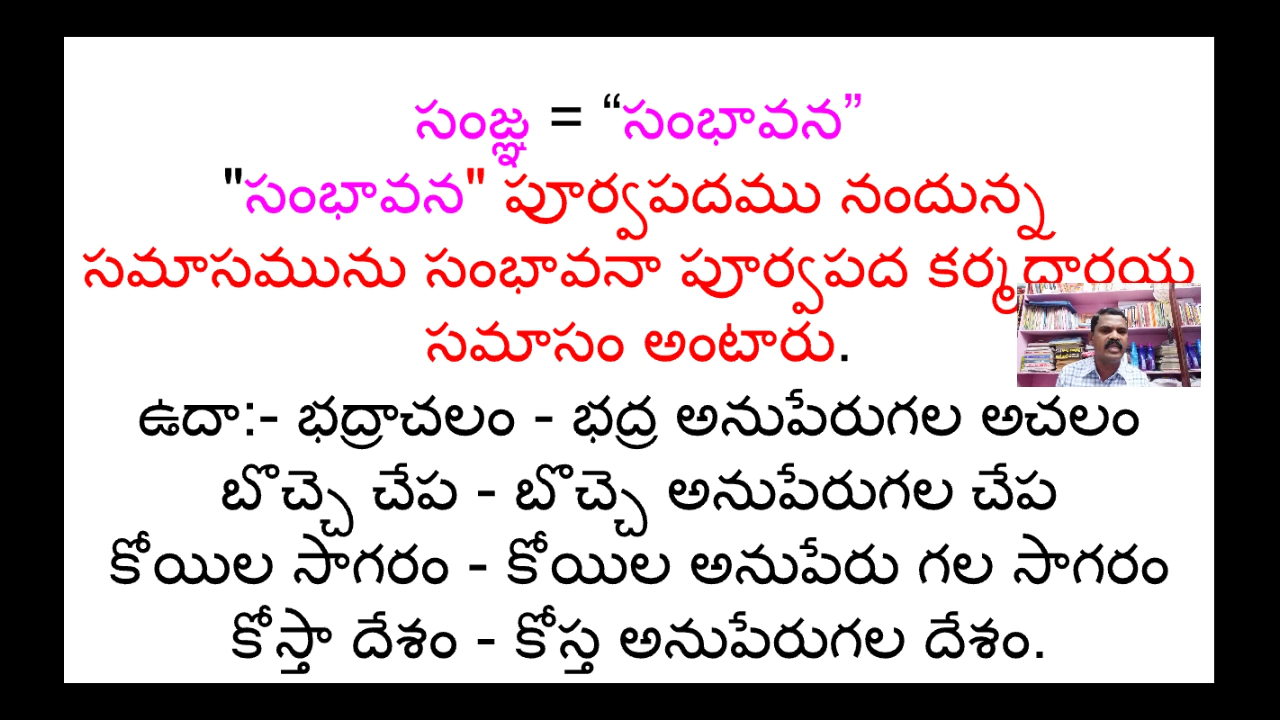 సంజ్ఞ = “సంభావన”
"సంభావన" పూర్వపదము నందున్న
సమాసమును సంభావనా పూర్వపద కర్మధారయ
సమాసం అంటారు.
ఉదా:- భద్రాచలం - భద్ర అనుపేరుగల అచలం
బొచ్చె చేప - బొచ్చె అనుపేరుగల చేప
కోయిల సాగరం - కోయిల అనుపేరు గల సాగరం
కోస్తా దేశం - కోస్త అనుపేరుగల దేశం.